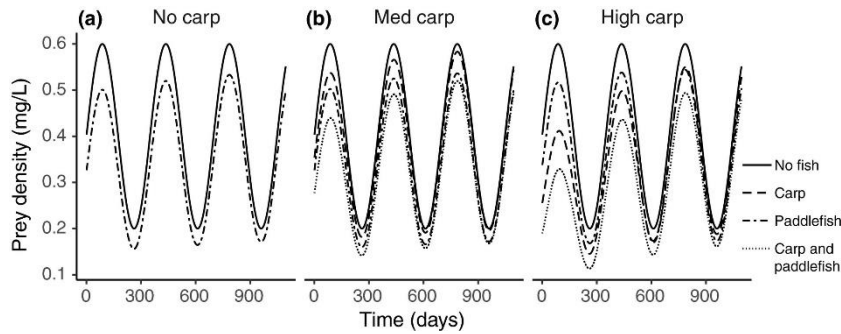 (a) No carp
(b) Med carp
(c) High carp
Prey density (mg/L)
0.6
0.5
0.4
0.3
0.2
0.1
0 300 600 900
0 300 600 900
0 300 600 900
Time (days)
No fish
Carp
Paddlefish
Carp and
paddlefish